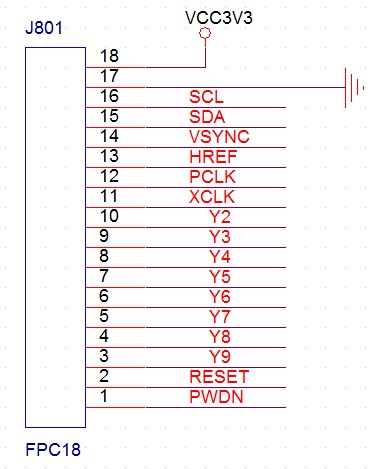 VCC3V3
J801
18
17
16 SCL
15 SDA
14 VSYNC
13 HREF
12 PCLK
11 XCLK
10 Y2
9 Y3
8 Y4
7 Y5
6 Y6
5 Y7
4 Y8
3 Y9
2 RESET
1 PWDN
FPC18